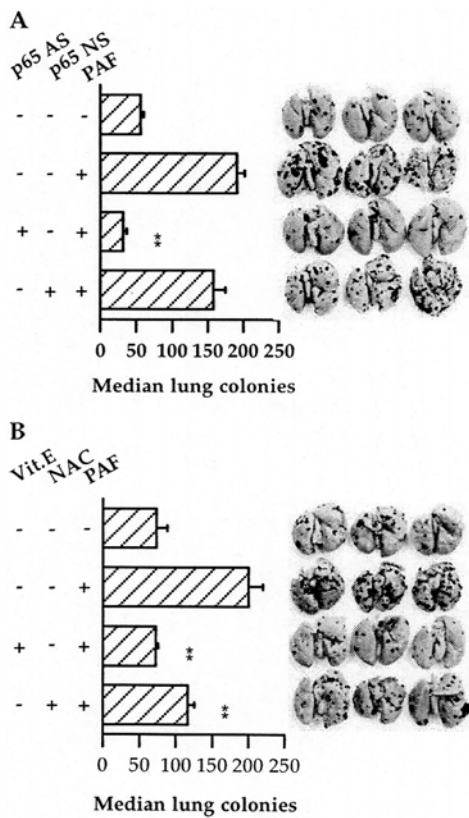 A
p65 AS
p65 NS
PAF
- - -
- - +
+ - +
**
- + +
0 50 100 150 200 250
Median lung colonies
B
Vit.E
NAC
PAF
- - -
- - +
+ - +
**
- + +
**
0 50 100 150 200 250
Median lung colonies